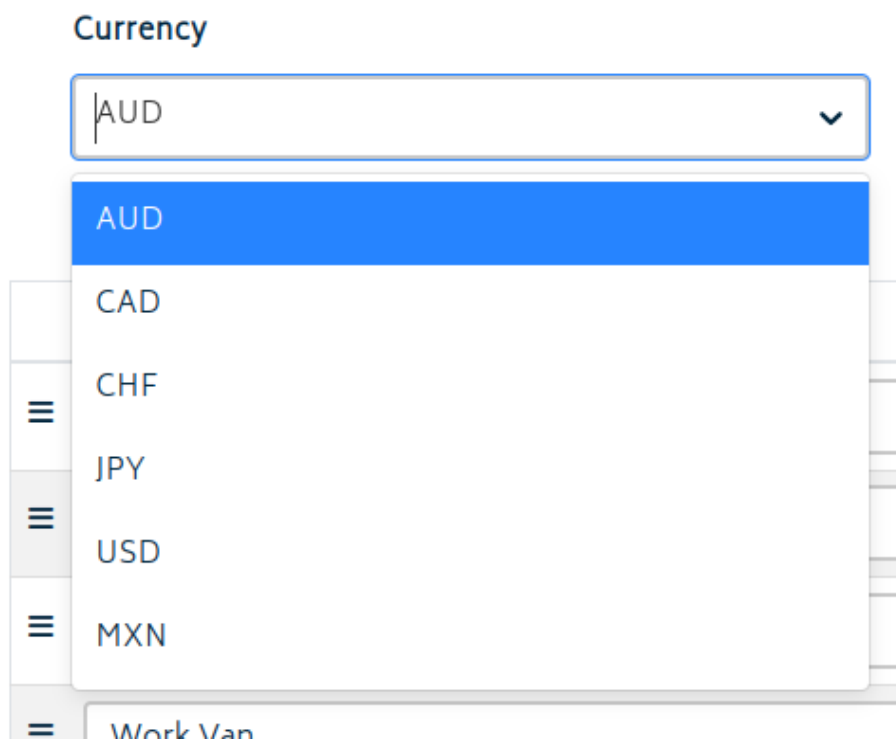 Currency
AUD
AUD
CAD
CHF
JPY
USD
MXN
Work Van